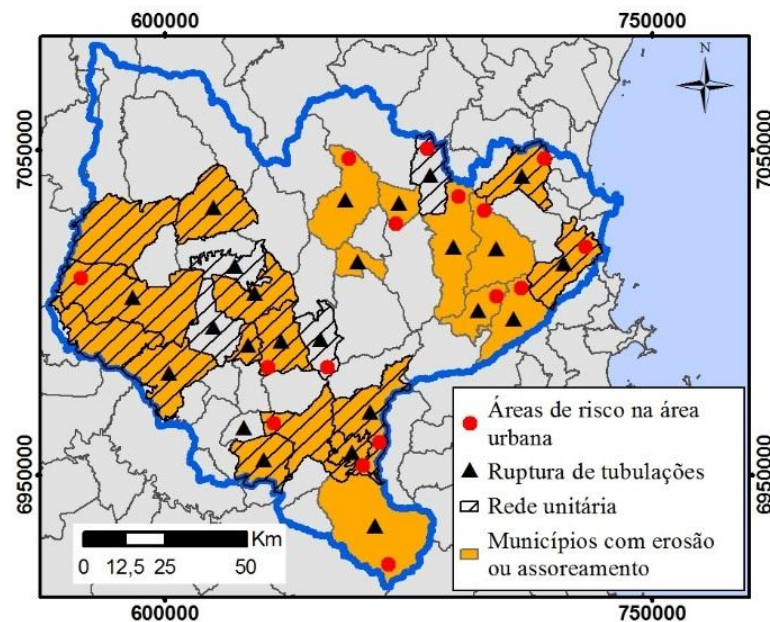 600000
750000
N
7050000
7050000
Áreas de risco na área
urbana
Ruptura de tubulações
Rede unitária
Municípios com erosão
ou assoreamento
6950000
6950000
Km
0 12,5 25 50
600000
750000